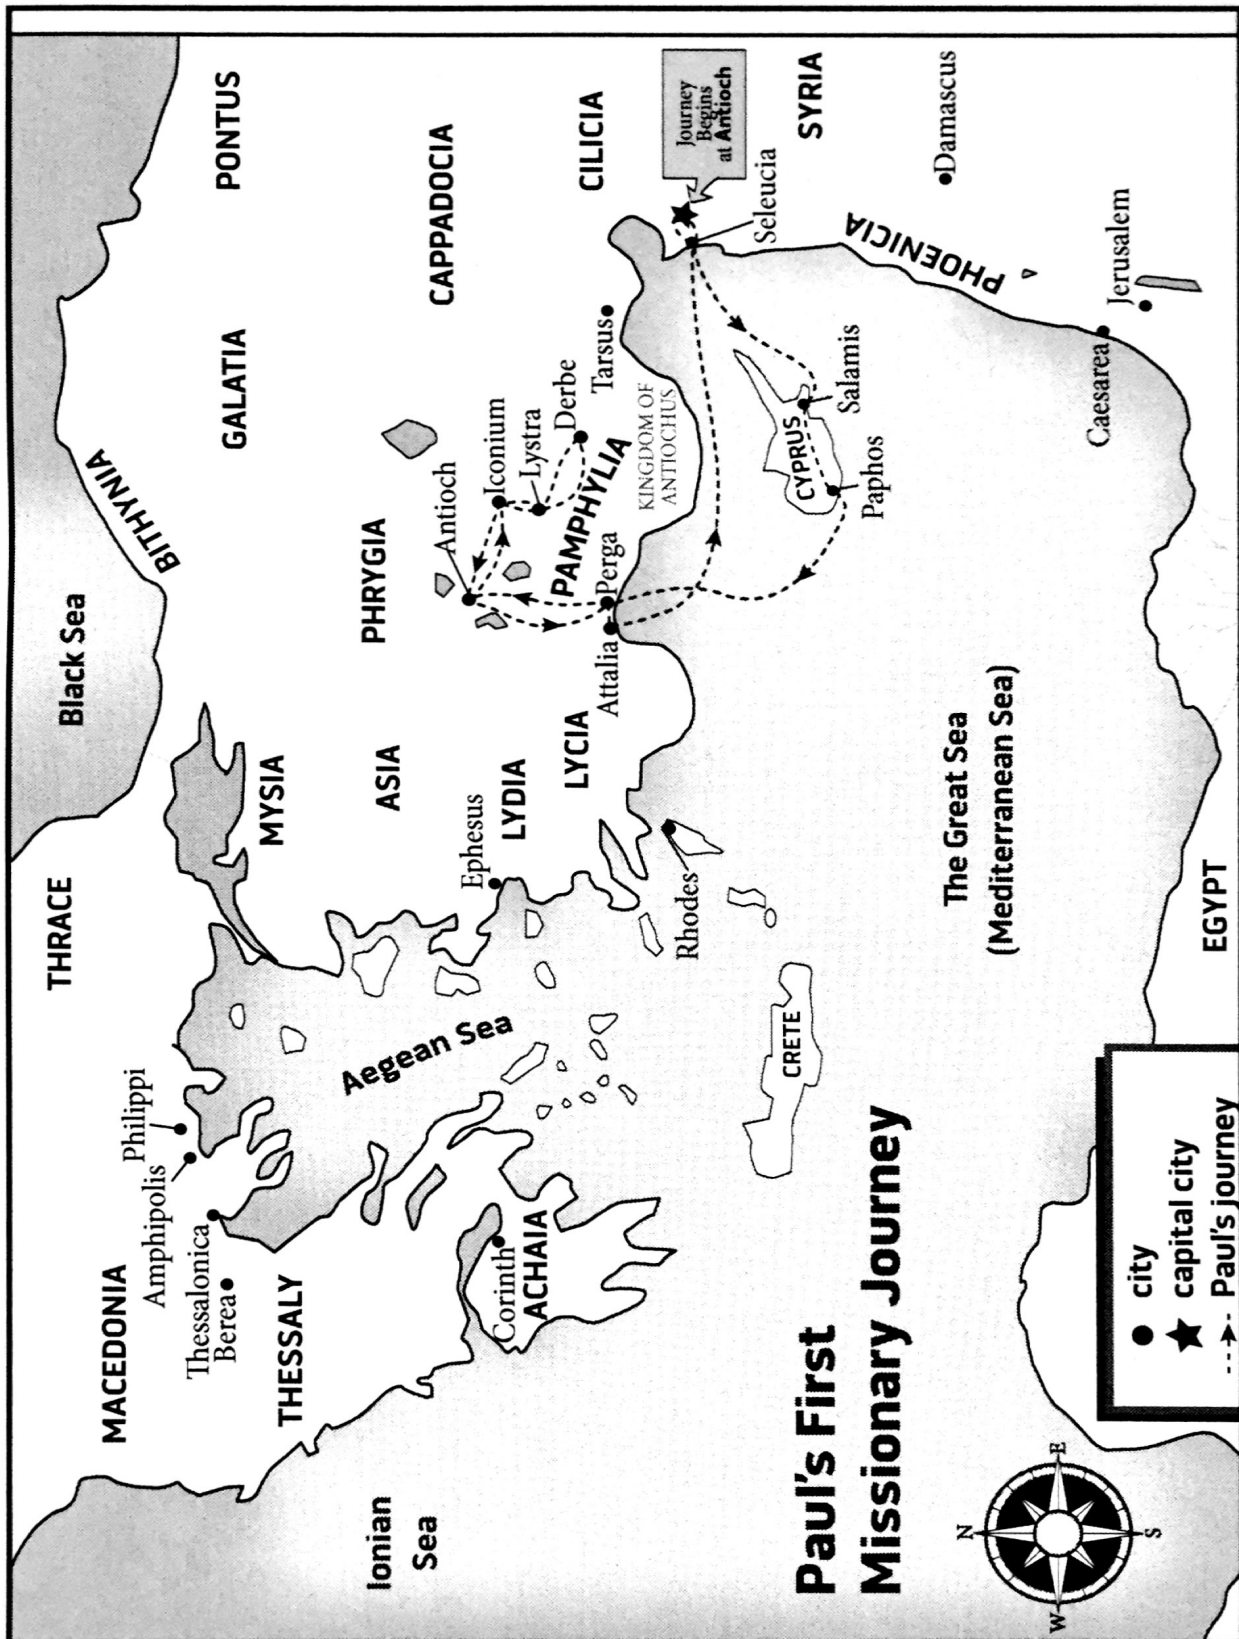 Black Sea
THRACE
MACEDONIA
Philippi
Amphipolis
Thessalonica
Berea
THESSALY
Ionian
Sea
Aegean Sea
Corinth
ACHAIA
BITHYNIA
PONTUS
GALATIA
MYSIA
ASIA
PHRYGIA
CAPPADOCIA
Ephesus
LYDIA
LYCIA
Antioch
Iconium
Lystra
Derbe
PAMPHYLIA
Perga
Attalia
Tarsus
CILICIA
KINGDOM OF
ANTIOCHUS
Journey
Begins
at Antioch
Seleucia
SYRIA
Rhodes
CRETE
CYPRUS
Salamis
Paphos
PHOENICIA
Damascus
Caesarea
Jerusalem
The Great Sea
(Mediterranean Sea)
EGYPT
Paul's First
Missionary Journey
N
W
E
S
city
capital city
Paul's journey